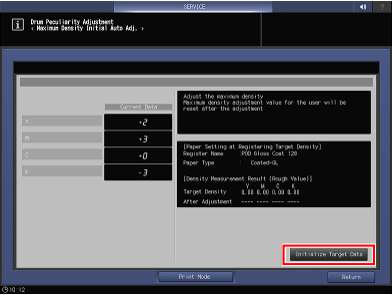 SERVICE
i
Drum Peculiarity Adjustment
‹ Maximum Density Initial Auto Adj. ›
Current Data
Y +2
M +3
C +0
K -3
Adjust the maximum density
Maximum density adjustment value for the user will be
reset after the adjustment
[Paper Setting at Registering Target Density]
Register Name POD Gloss Coat 128
Paper Type : Coated-GL
[Density Measurement Result (Rough Value)]
Y M C K
Target Density 0.00 0.00 0.00 0.00
After Adjustment ---- ---- ---- ----
Initialize Target Data
Print Mode
Return
10:12